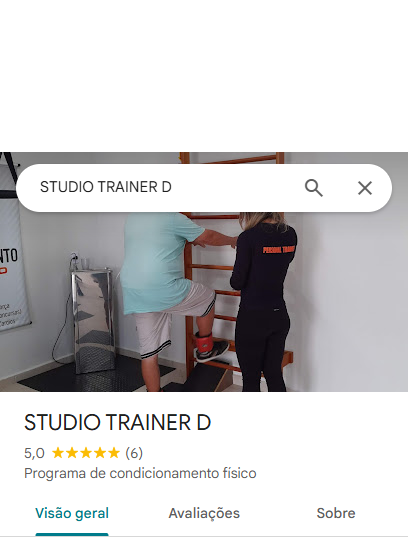 STUDIO TRAINER D
NTO
PERSONAL TRAINER
STUDIO TRAINER D
5,0 ★★★★★ (6)
Programa de condicionamento físico
Visão geral
Avaliações
Sobre